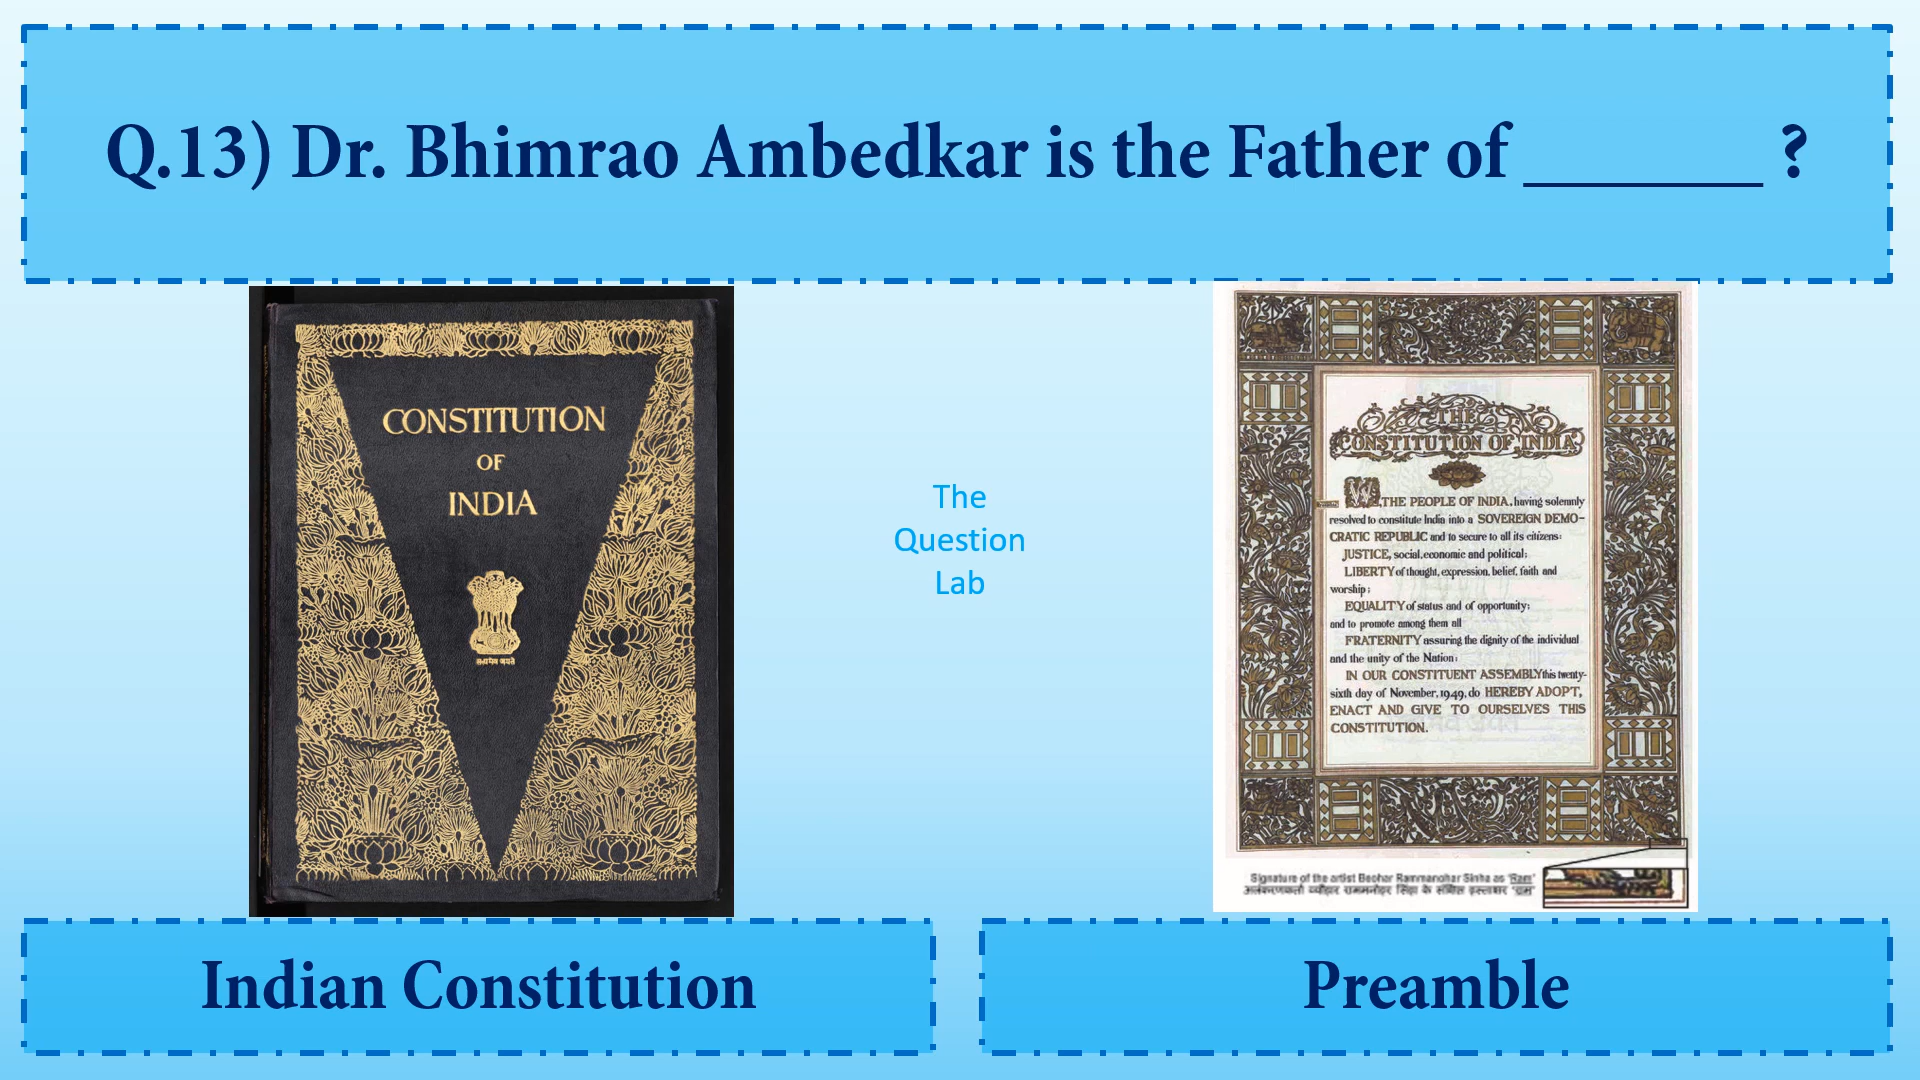 Q.13) Dr. Bhimrao Ambedkar is the Father of ________ ?
CONSTITUTION
OF
INDIA
सत्यमेव जयते
The
Question
Lab
THE
CONSTITUTION OF INDIA
WE, THE PEOPLE OF INDIA, having solemnly
resolved to constitute India into a SOVEREIGN DEMO-
CRATIC REPUBLIC and to secure to all its citizens:
JUSTICE, social, economic and political;
LIBERTY of thought, expression, belief, faith and
worship;
EQUALITY of status and of opportunity;
and to promote among them all
FRATERNITY assuring the dignity of the individual
and the unity of the Nation;
IN OUR CONSTITUENT ASSEMBLY this twenty-
sixth day of November, 1949, do HEREBY ADOPT,
ENACT AND GIVE TO OURSELVES THIS
CONSTITUTION.
Signature of the artist Beohar Rammanohar Sinha as 'Ram'
Indian Constitution
Preamble